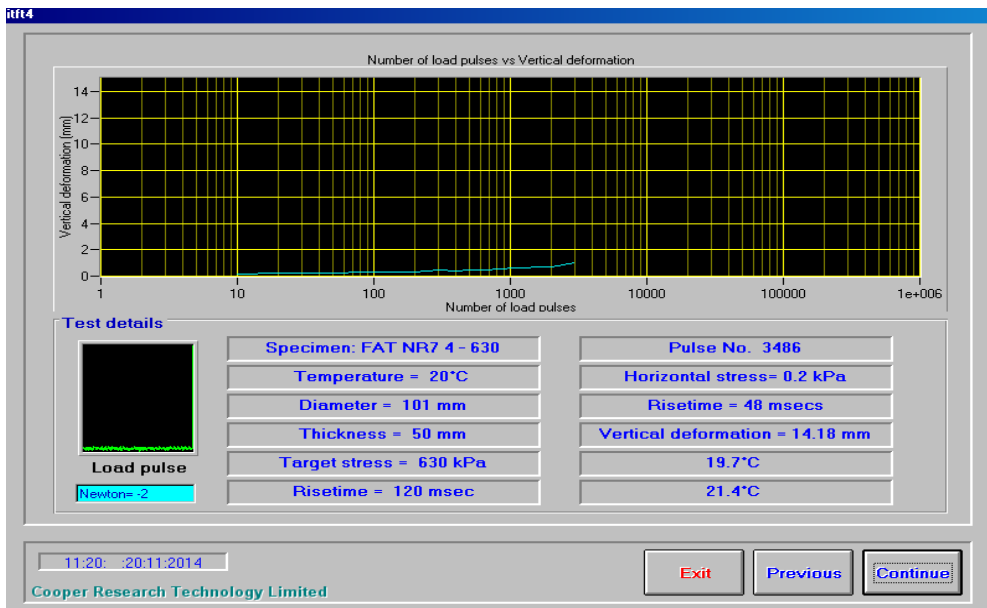 itft4
Number of load pulses vs Vertical deformation
14
12
10
8
6
4
2
0
Vertical deformation (mm)
1 10 100 1000 10000 100000 1e+006
Number of load pulses
Test details
Load pulse
Newton= -2
Specimen: FAT NR7 4 - 630
Temperature = 20°C
Diameter = 101 mm
Thickness = 50 mm
Target stress = 630 kPa
Risetime = 120 msec
Pulse No. 3486
Horizontal stress= 0.2 kPa
Risetime = 48 msecs
Vertical deformation = 14.18 mm
19.7°C
21.4°C
11:20: :20:11:2014
Cooper Research Technology Limited
Exit
Previous
Continue